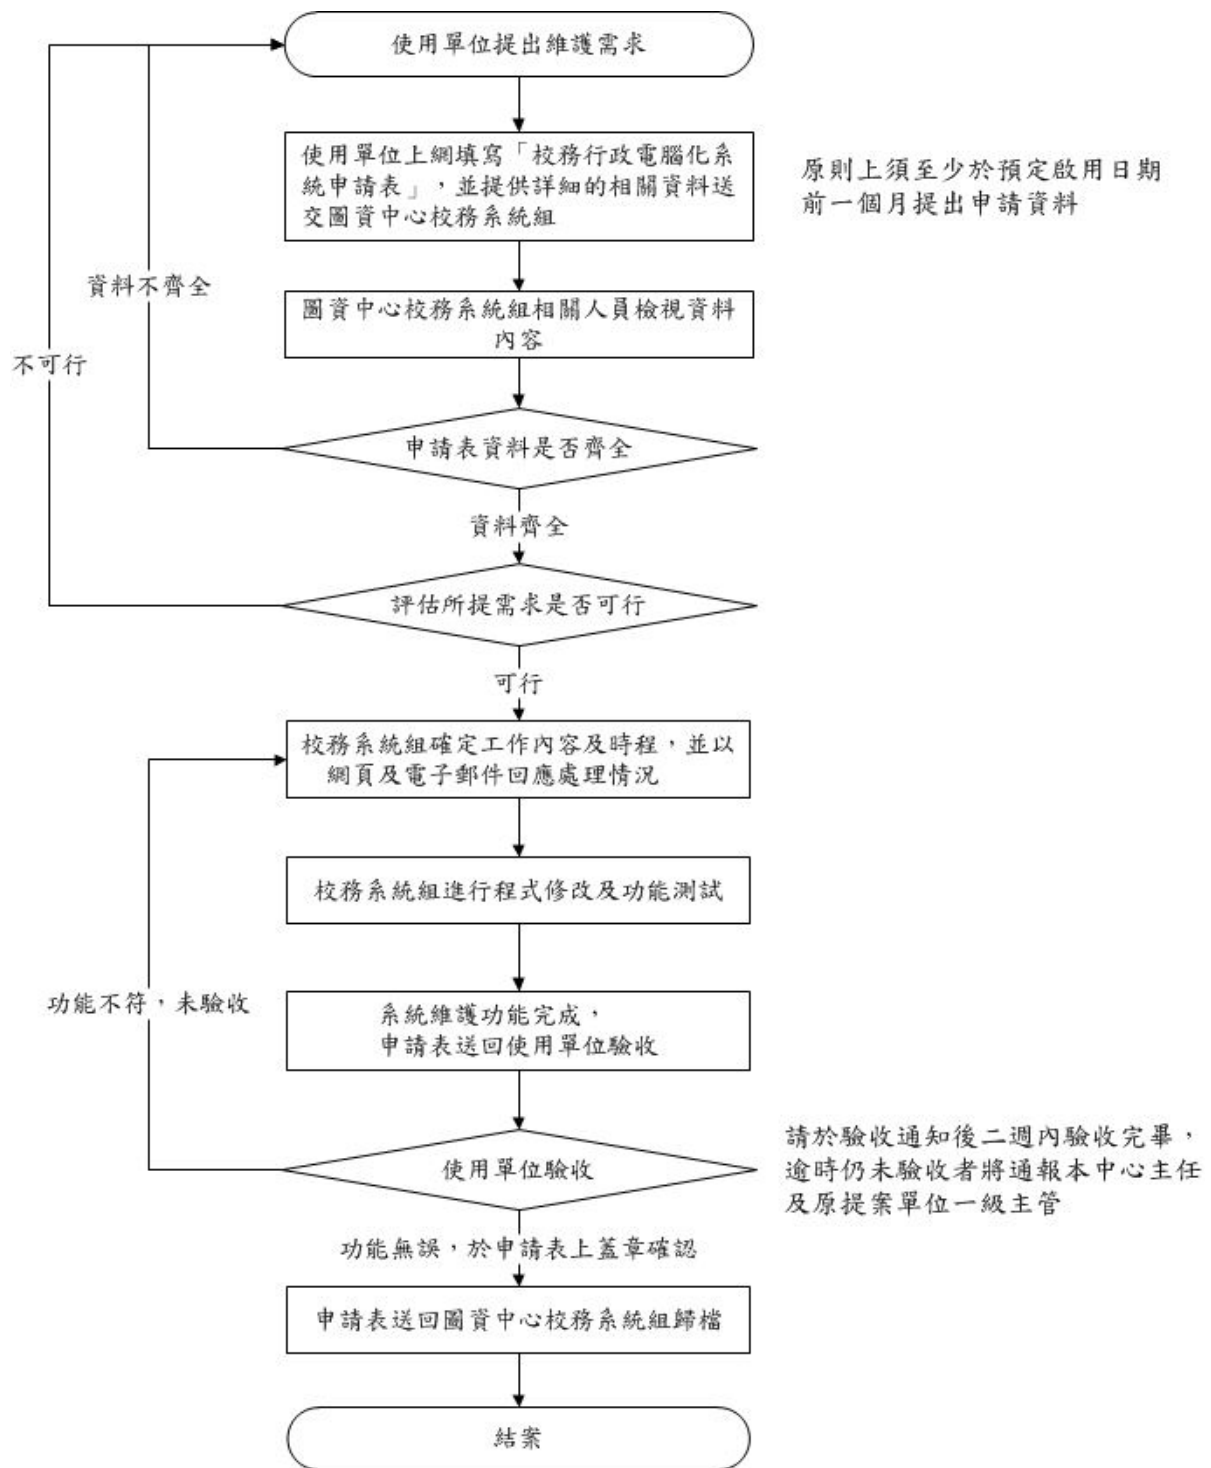 使用單位提出維護需求
使用單位上網填寫「校務行政電腦化系
統申請表」，並提供詳細的相關資料送
交圖資中心校務系統組
原則上須至少於預定啟用日期
前一個月提出申請資料
資料不齊全
圖資中心校務系統組相關人員檢視資料
內容
不可行
申請表資料是否齊全
資料齊全
評估所提需求是否可行
可行
校務系統組確定工作內容及時程，並以
網頁及電子郵件回應處理情況
校務系統組進行程式修改及功能測試
功能不符，未驗收
系統維護功能完成，
申請表送回使用單位驗收
使用單位驗收
請於驗收通知後二週內驗收完畢，
逾時仍未驗收者將通報本中心主任
及原提案單位一級主管
功能無誤，於申請表上蓋章確認
申請表送回圖資中心校務系統組歸檔
結案